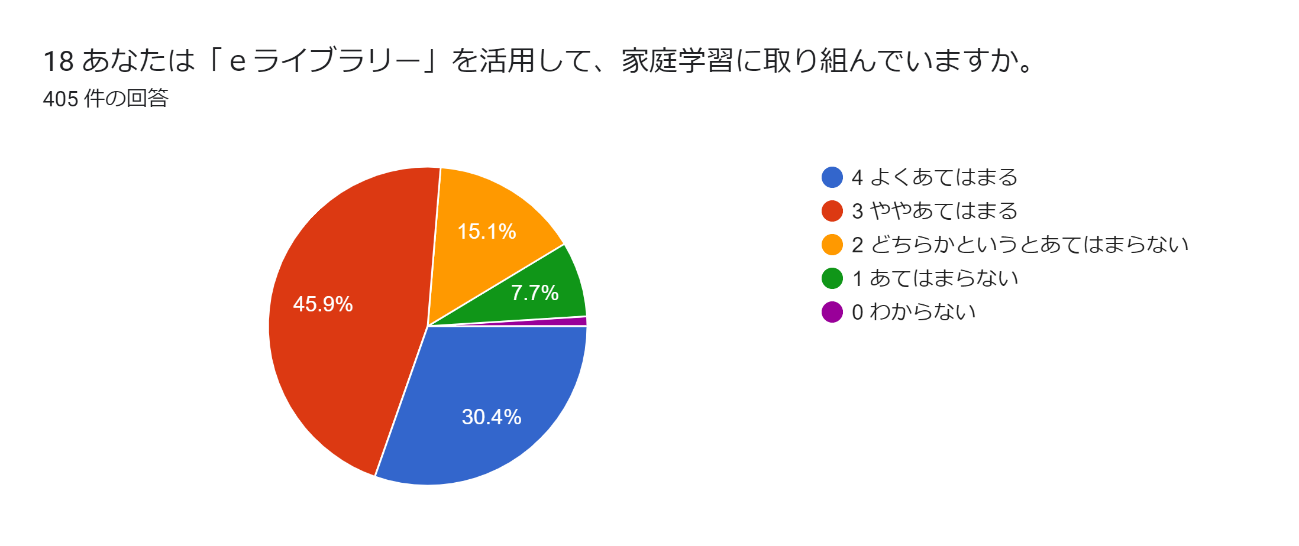 18 あなたは「ｅライブラリー」を活用して、家庭学習に取り組んでいますか。
405 件の回答
4 よくあてはまる
3 ややあてはまる
2 どちらかというとあてはまらない
1 あてはまらない
0 わからない
15.1%
7.7%
45.9%
30.4%